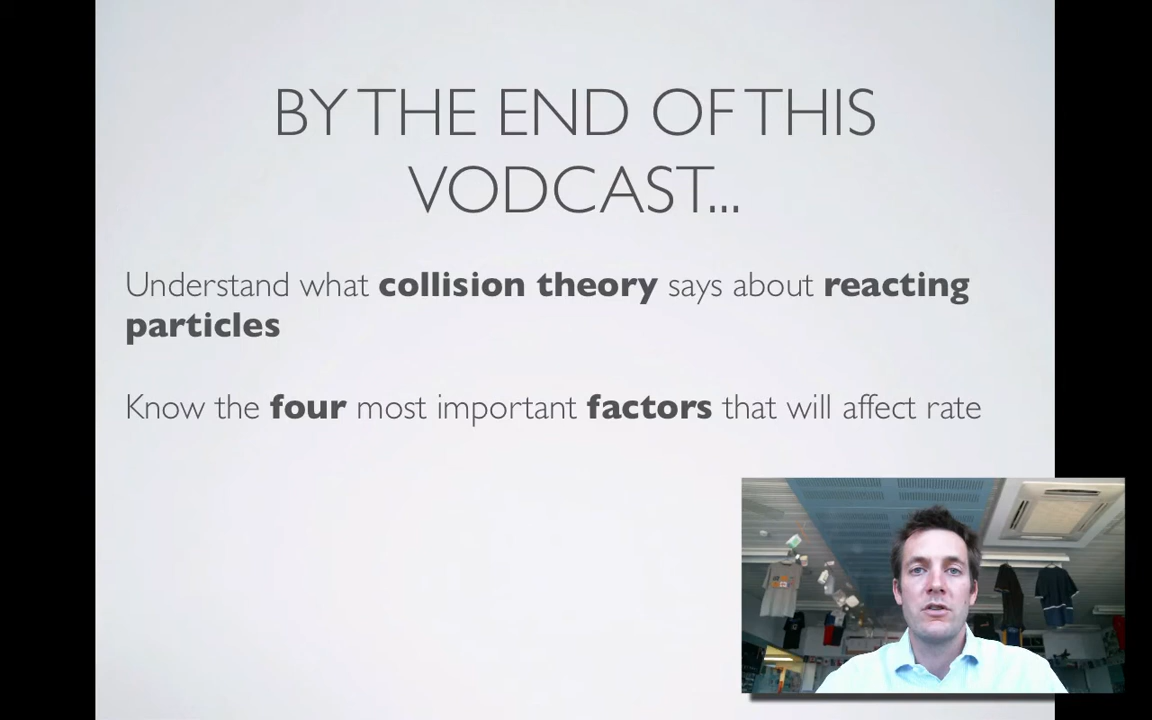 BY THE END OF THIS
VODCAST...
Understand what collision theory says about reacting
particles
Know the four most important factors that will affect rate